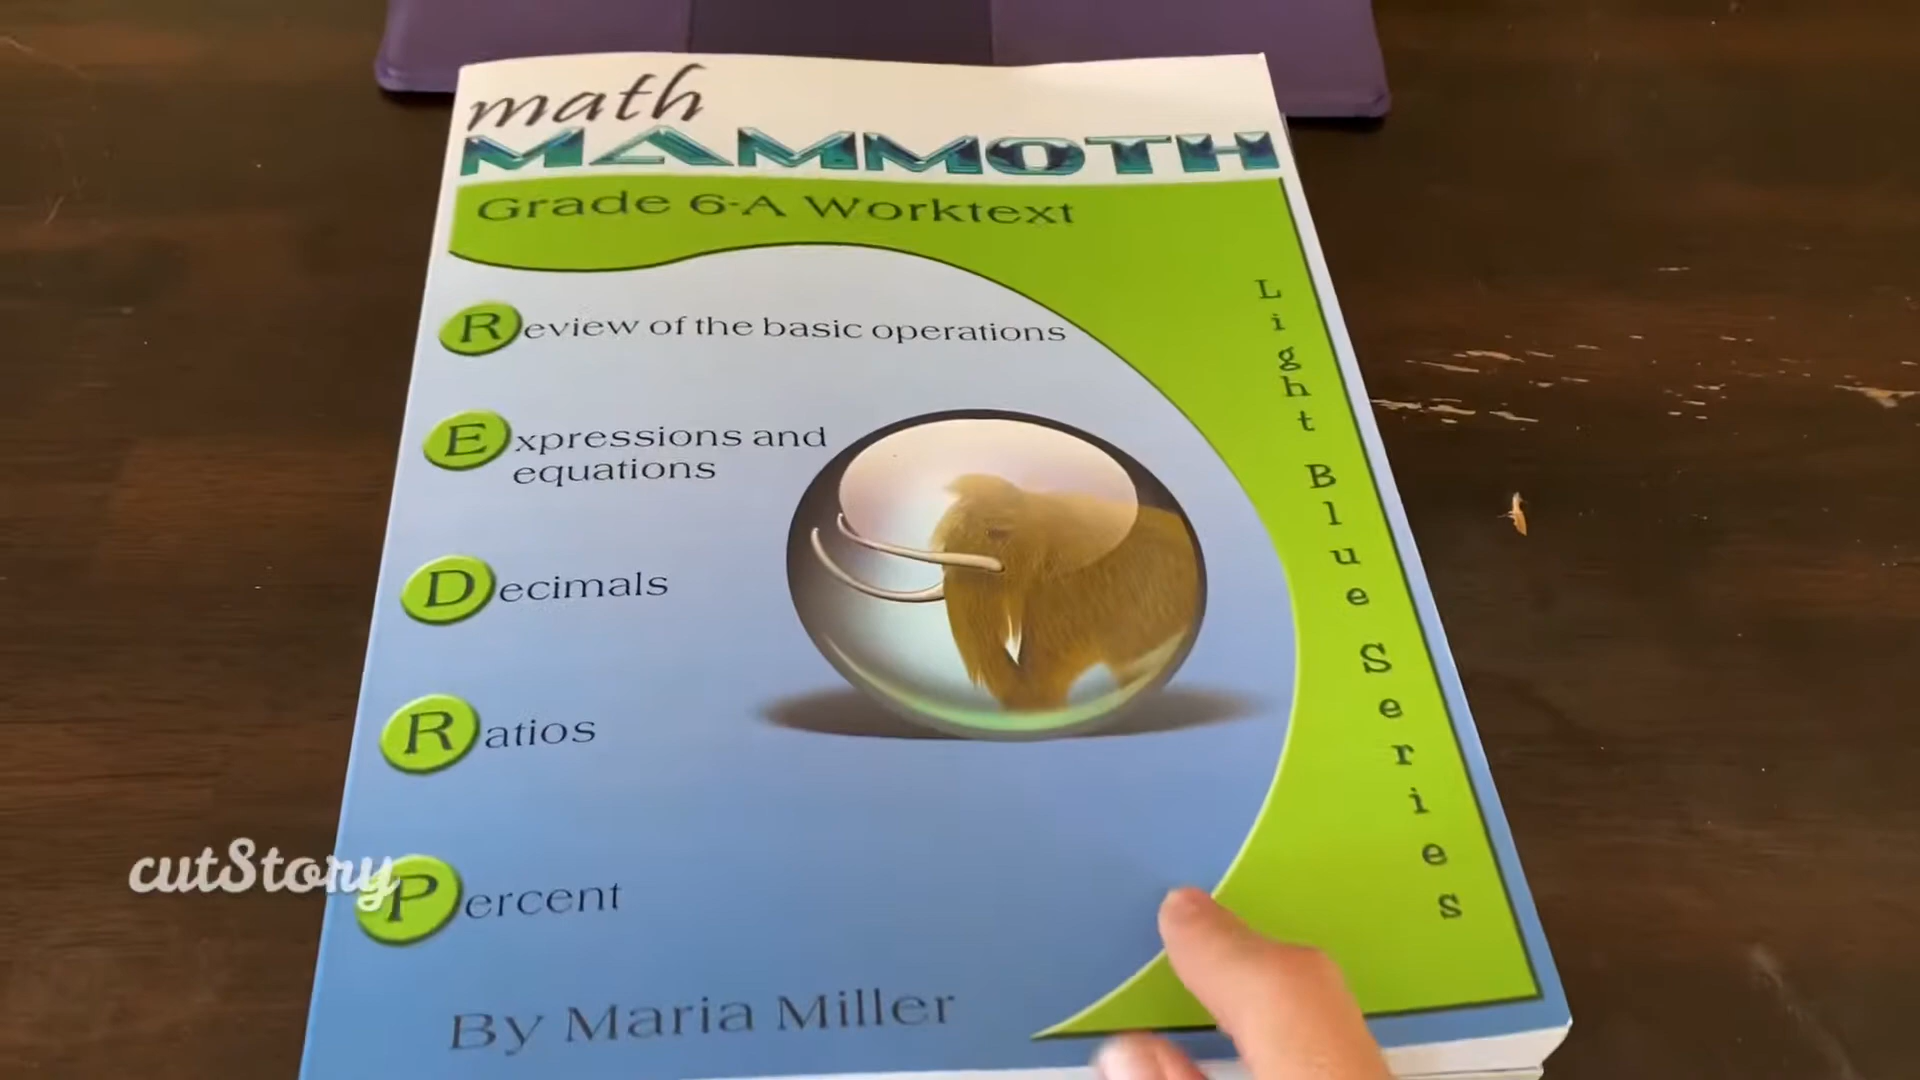 math
MAMMOTH
Grade 6-A Worktext
Review of the basic operations
Expressions and
equations
Decimals
Ratios
Percent
By Maria Miller
Light Blue Series
cutStory